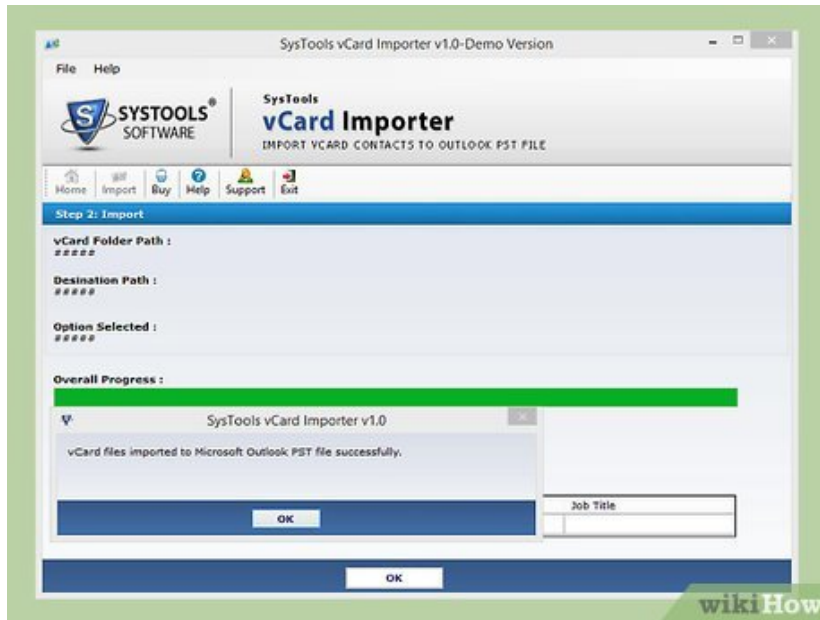 SysTools vCard Importer v1.0-Demo Version
File Help
SYSTOOLS®
SOFTWARE
SysTools
vCard Importer
IMPORT VCARD CONTACTS TO OUTLOOK PST FILE
Home Import Buy Help Support Exit
Step 2: Import
vCard Folder Path :
#####
Desination Path :
#####
Option Selected :
#####
Overall Progress :
SysTools vCard Importer v1.0
vCard files imported to Microsoft Outlook PST file successfully.
OK
Job Title
OK
wikiHow